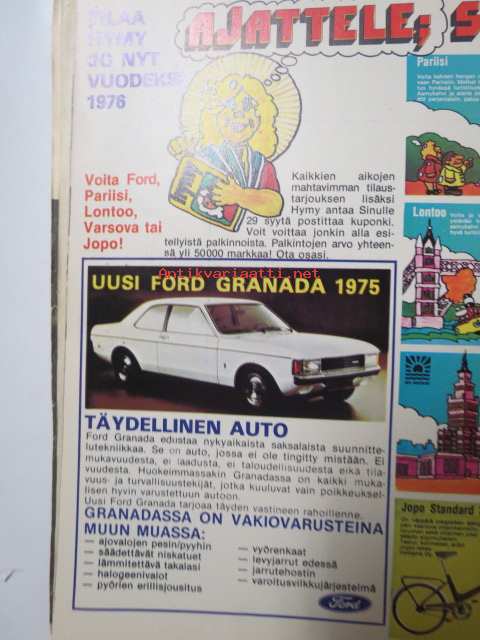 TILAA
HYMY
JO NYT
VUODEKSI
1976
AJATTELE; S
Voita Ford,
Pariisi,
Lontoo,
Varsova tai
Jopo!
HYMY
Kaikkien aikojen
mahtavimman tilaus-
tarjouksen lisäksi
Hymy antaa Sinulle
29 syytä postittaa kuponki.
Voit voittaa jonkin alla esi-
tellyistä palkinnoista. Palkintojen arvo yhteen-
sä yli 50000 markkaa! Ota osasi.
Antikvariaatti.net
UUSI FORD GRANADA 1975
TÄYDELLINEN AUTO
Ford Granada edustaa nykyaikaista saksalaista suunnitte-
lutekniikkaa. Se on auto, jossa ei ole tingitty mistään. Ei
mukavuudesta, ei laadusta, ei taloudellisuudesta eikä tila-
vuudesta. Huokeimmassakin Granadassa on kaikki muka-
vuus- ja turvallisuustekijät, jotka kuuluvat vain poikkeuksel-
lisen hyvin varustettuun autoon.
Uusi Ford Granada tarjoaa täyden vastineen rahoillenne.
GRANADASSA ON VAKIOVARUSTEINA
MUUN MUASSA:
— ajovalojen pesin/pyyhin
— säädettävät niskatuet
— lämmitettävä takalasi
— halogeenivalot
— pyörien erillisjousitus
— vyörenkaat
— levyjarrut edessä
— jarrutehostin
— varoitusvilkkujärjestelmä
Ford
Pariisi
Lontoo
Jopo Standard